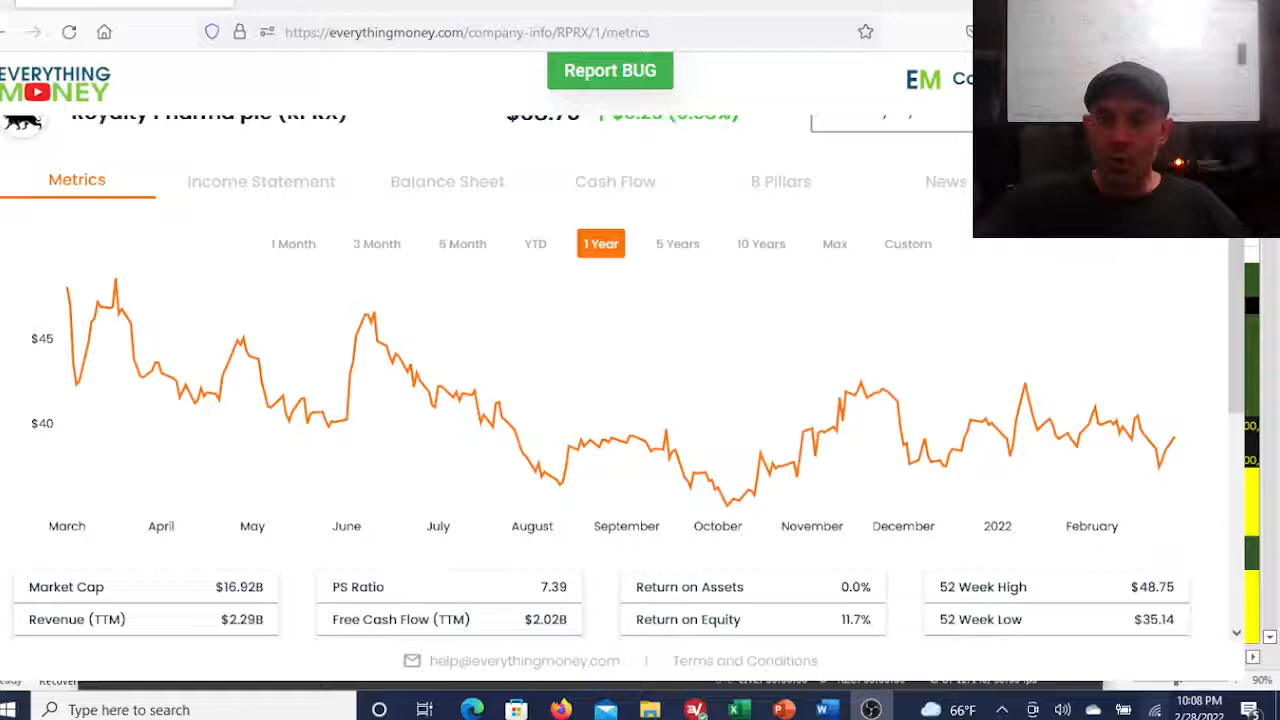 https://everythingmoney.com/company-info/RPRX/1/metrics
EVERYTHING
MONEY
Report BUG
EM
Royalty Pharma plc (RPRX)
Metrics Income Statement Balance Sheet Cash Flow 8 Pillars News
1 Month 3 Month 6 Month YTD 1 Year 5 Years 10 Years Max Custom
$45
$40
March April May June July August September October November December 2022 February
Market Cap $16.92B PS Ratio 7.39 Return on Assets 0.0% 52 Week High $48.75
Revenue (TTM) $2.29B Free Cash Flow (TTM) $2.02B Return on Equity 11.7% 52 Week Low $35.14
help@everythingmoney.com | Terms and Conditions
90%
Type here to search
66°F
10:08 PM
2/28/2022